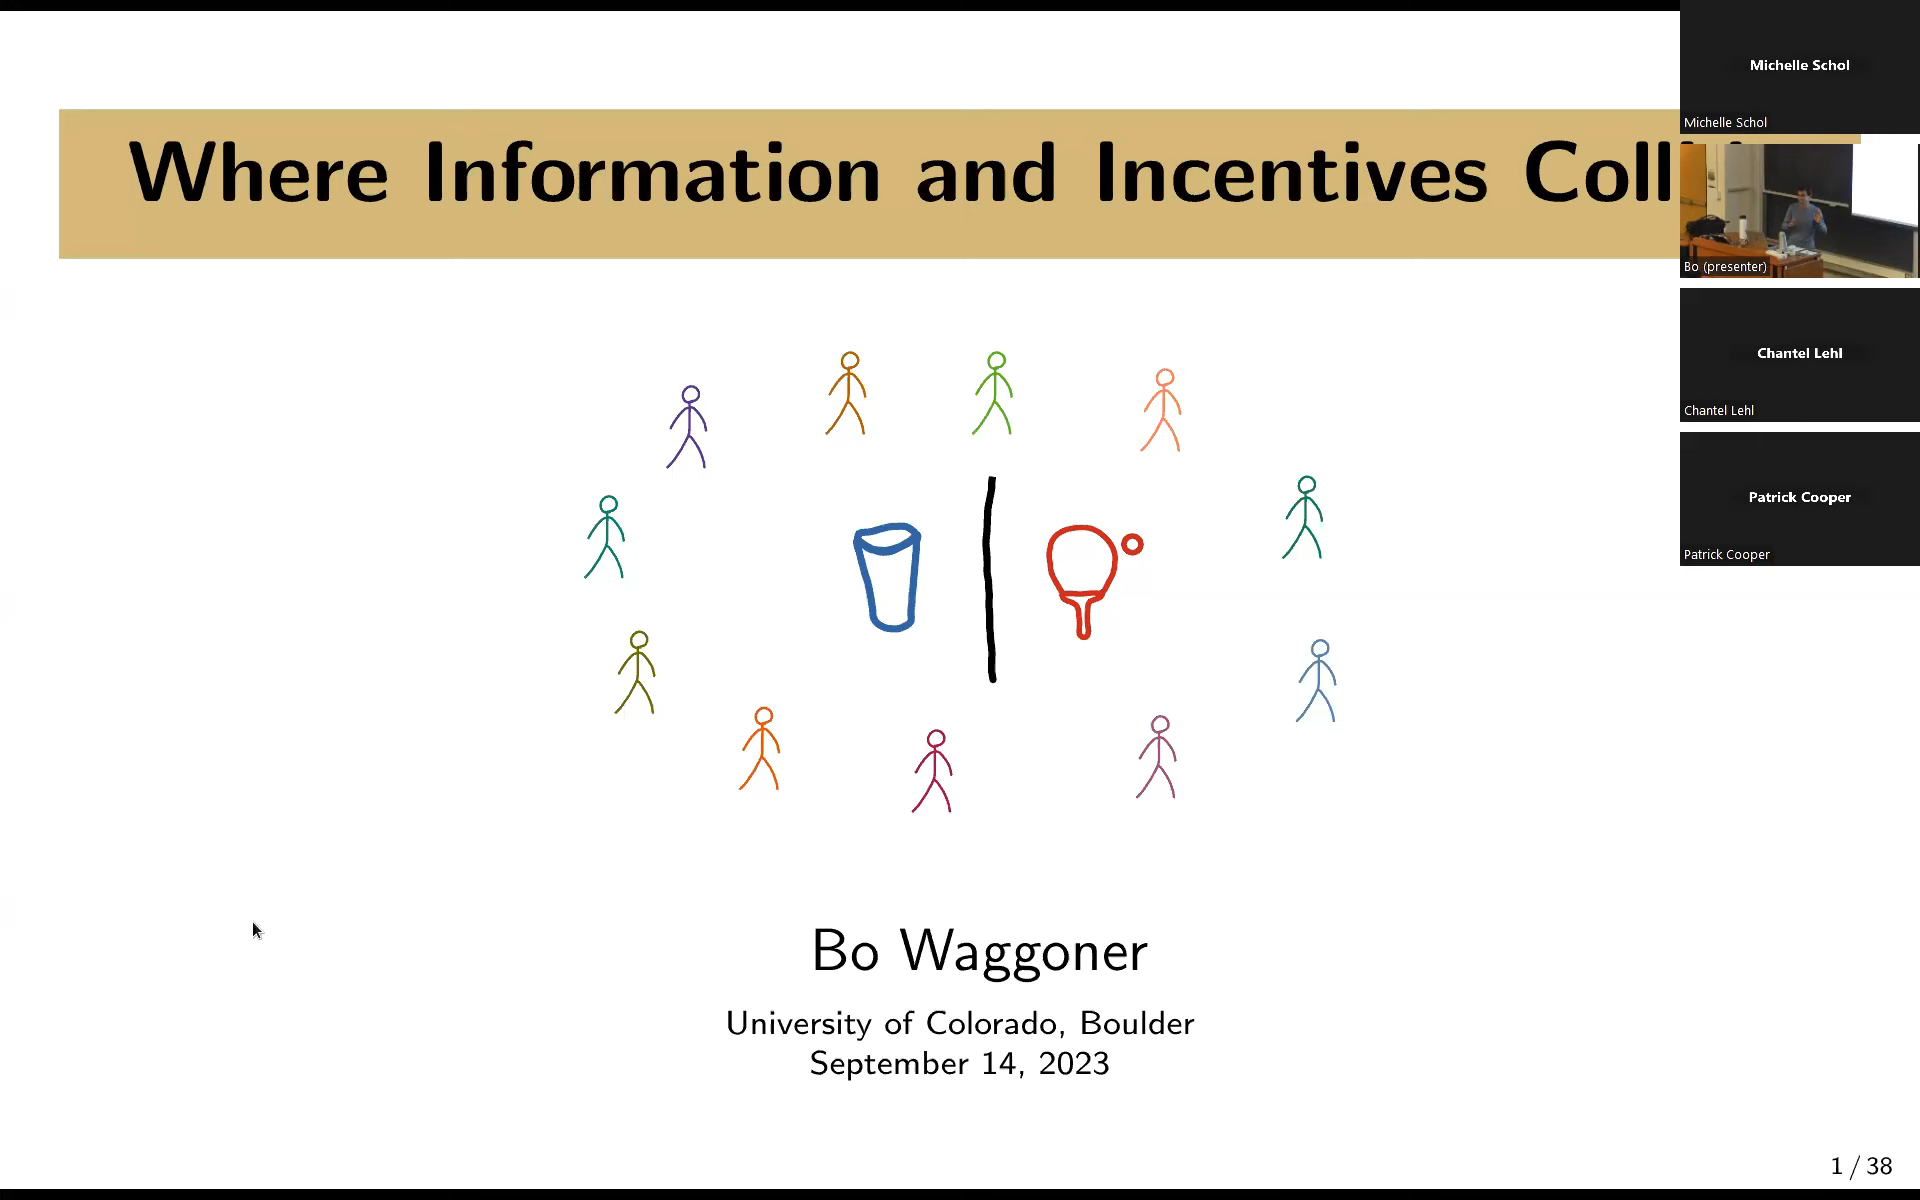 Where Information and Incentives Coll
Bo Waggoner
University of Colorado, Boulder
September 14, 2023
1 / 38
Michelle Schol
Michelle Schol
Bo (presenter)
Chantel Lehl
Chantel Lehl
Patrick Cooper
Patrick Cooper